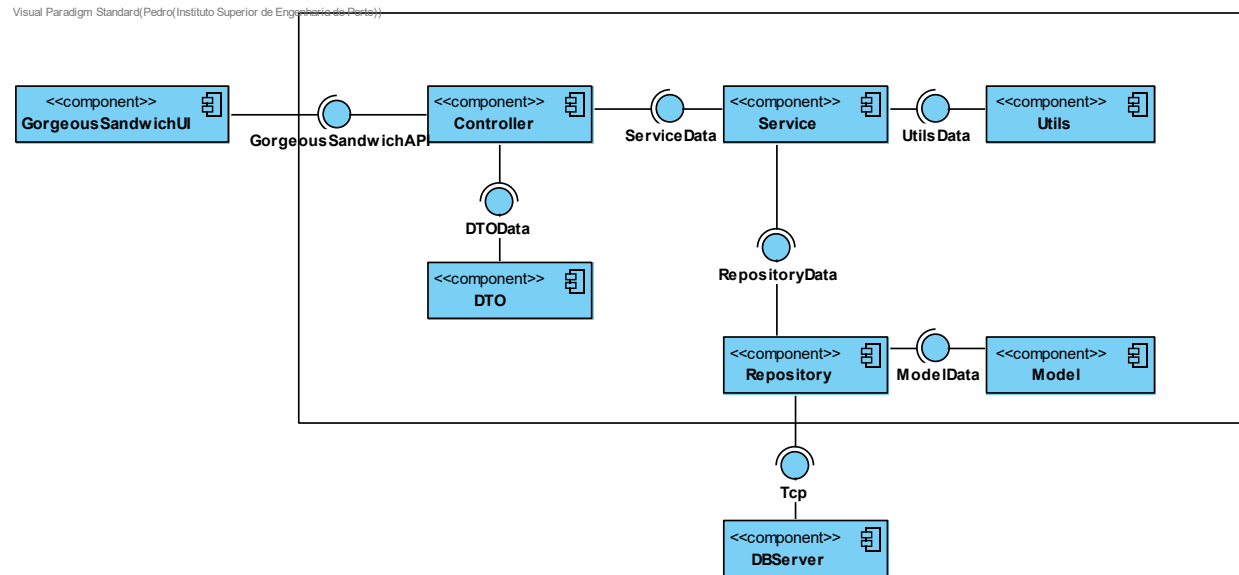 Visual Paradigm Standard(Pedro(Instituto Superior de Engenharia do Porto))
<<component>>
GorgeousSandwichUI
GorgeousSandwichAPI
<<component>>
Controller
ServiceData
<<component>>
Service
UtilsData
<<component>>
Utils
DTOData
<<component>>
DTO
RepositoryData
<<component>>
Repository
ModelData
<<component>>
Model
Tcp
<<component>>
DBServer